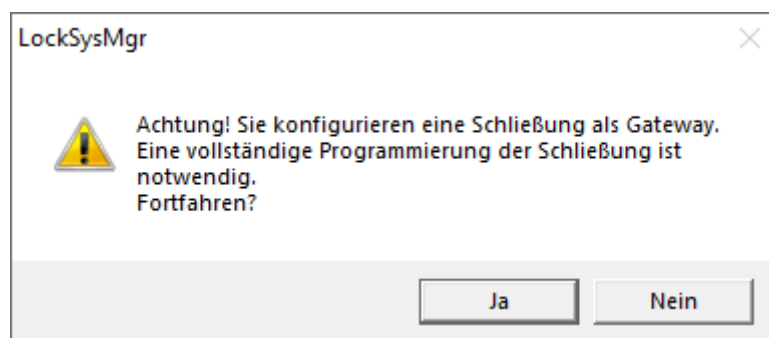 LockSysMgr
Achtung! Sie konfigurieren eine Schließung als Gateway.
Eine vollständige Programmierung der Schließung ist
notwendig.
Fortfahren?
Ja
Nein